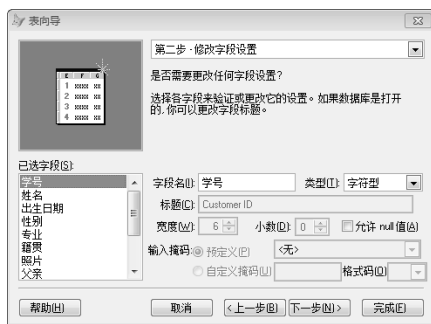 表向导
第二步 - 修改字段设置
是否需要更改任何字段设置?
选择各字段来验证或更改它的设置。如果数据库是打开
的,你可以更改字段标题。
已选字段(S):
学号
姓名
出生日期
性别
专业
籍贯
照片
父亲
字段名(I): 学号 类型(T): 字符型
标题(C): Customer ID
宽度(W): 6 小数(D): 0 允许 null 值(A)
输入掩码: 预定义(P) <无>
自定义掩码(U) 格式码(O)
帮助(H) 取消 <上一步(B) 下一步(N)> 完成(F)